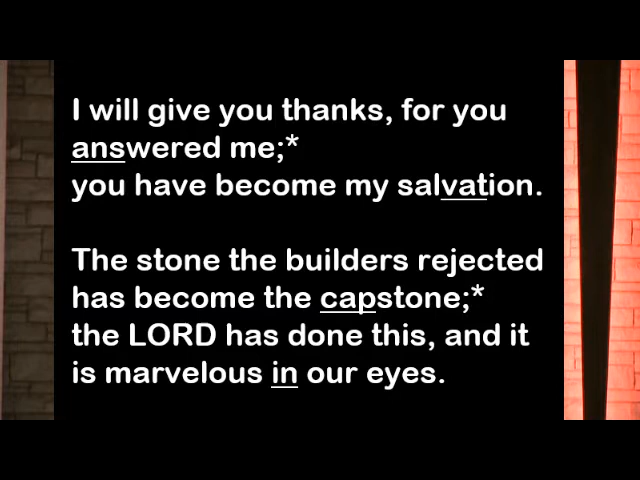 I will give you thanks, for you
answered me;*
you have become my salvation.
The stone the builders rejected
has become the capstone;*
the LORD has done this, and it
is marvelous in our eyes.